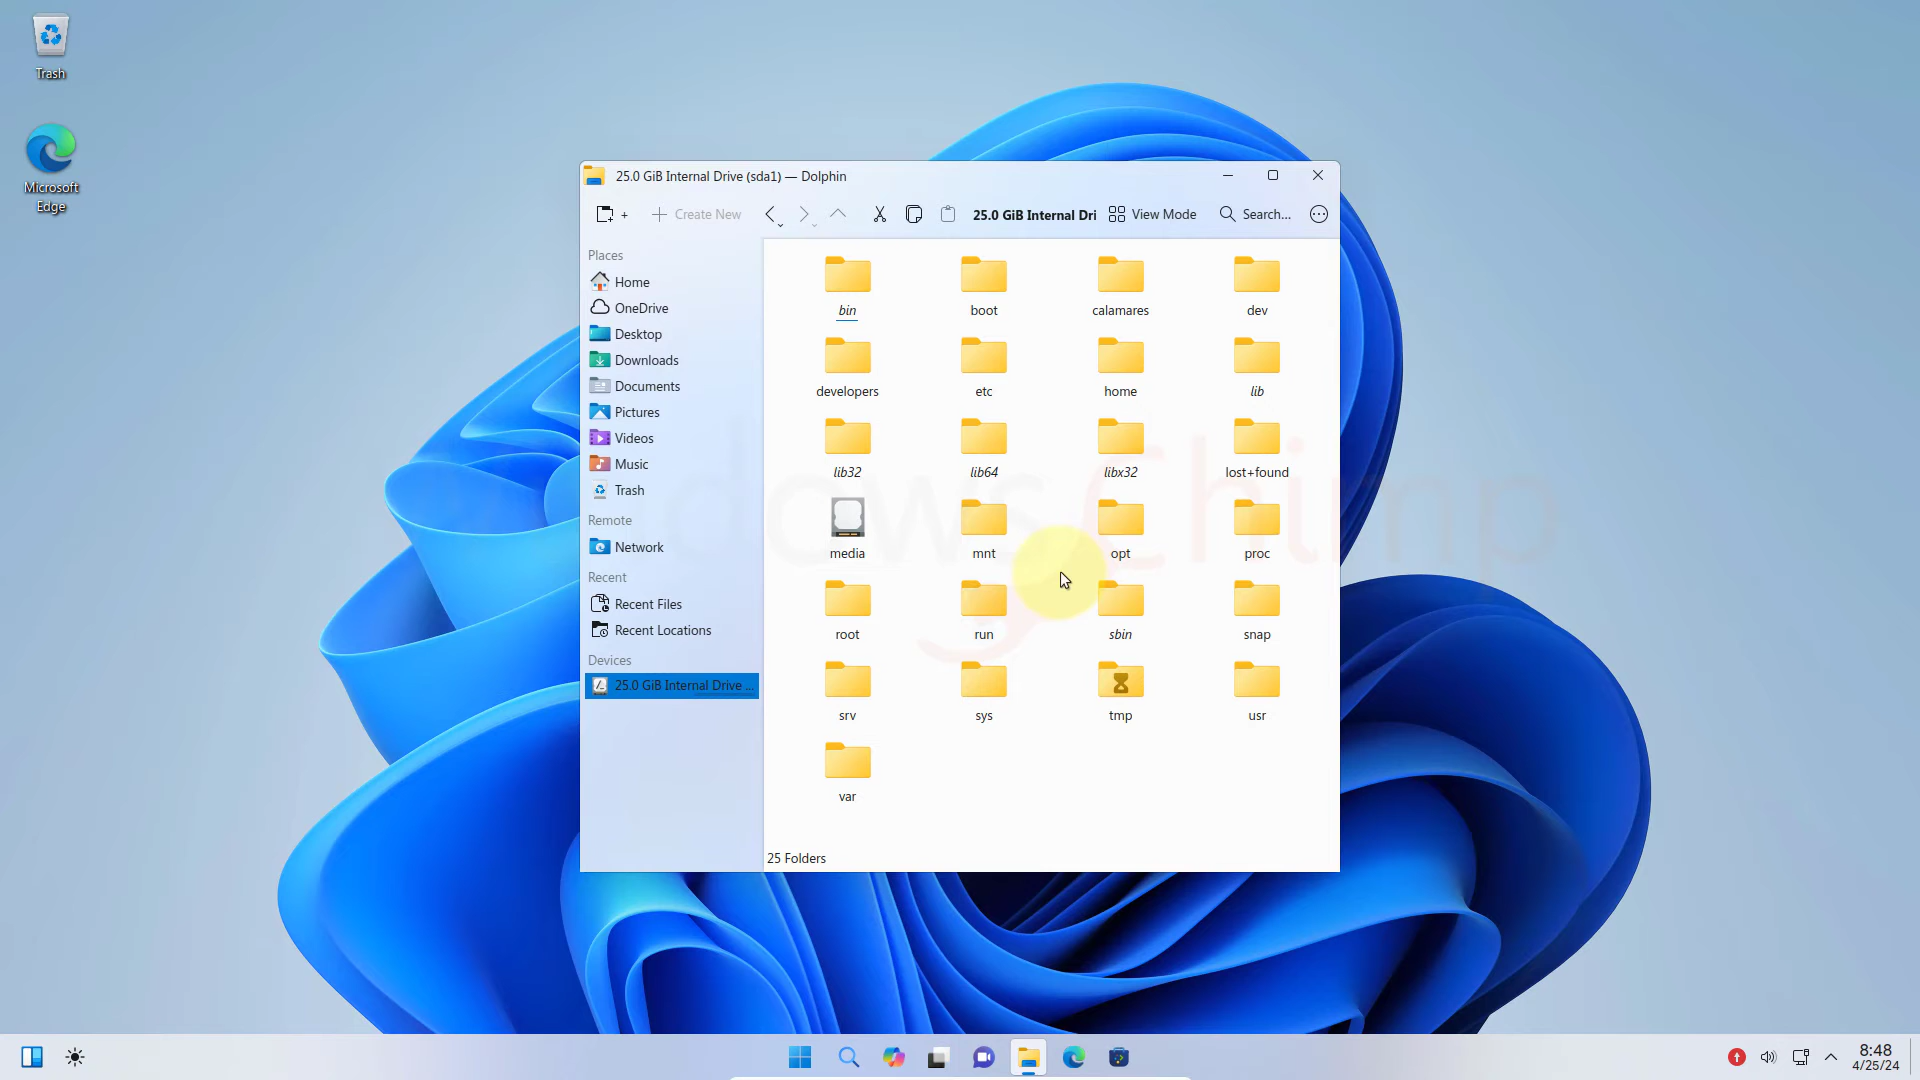 Trash
Microsoft
Edge
25.0 GiB Internal Drive (sda1) — Dolphin
+ Create New
25.0 GiB Internal Dri
View Mode
Search...
Places
Home
OneDrive
Desktop
Downloads
Documents
Pictures
Videos
Music
Trash
Remote
Network
Recent
Recent Files
Recent Locations
Devices
25.0 GiB Internal Drive ...
bin
boot
calamares
dev
developers
etc
home
lib
lib32
lib64
libx32
lost+found
media
mnt
opt
proc
root
run
sbin
snap
srv
sys
tmp
usr
var
25 Folders
dowsChimp
8:48
4/25/24